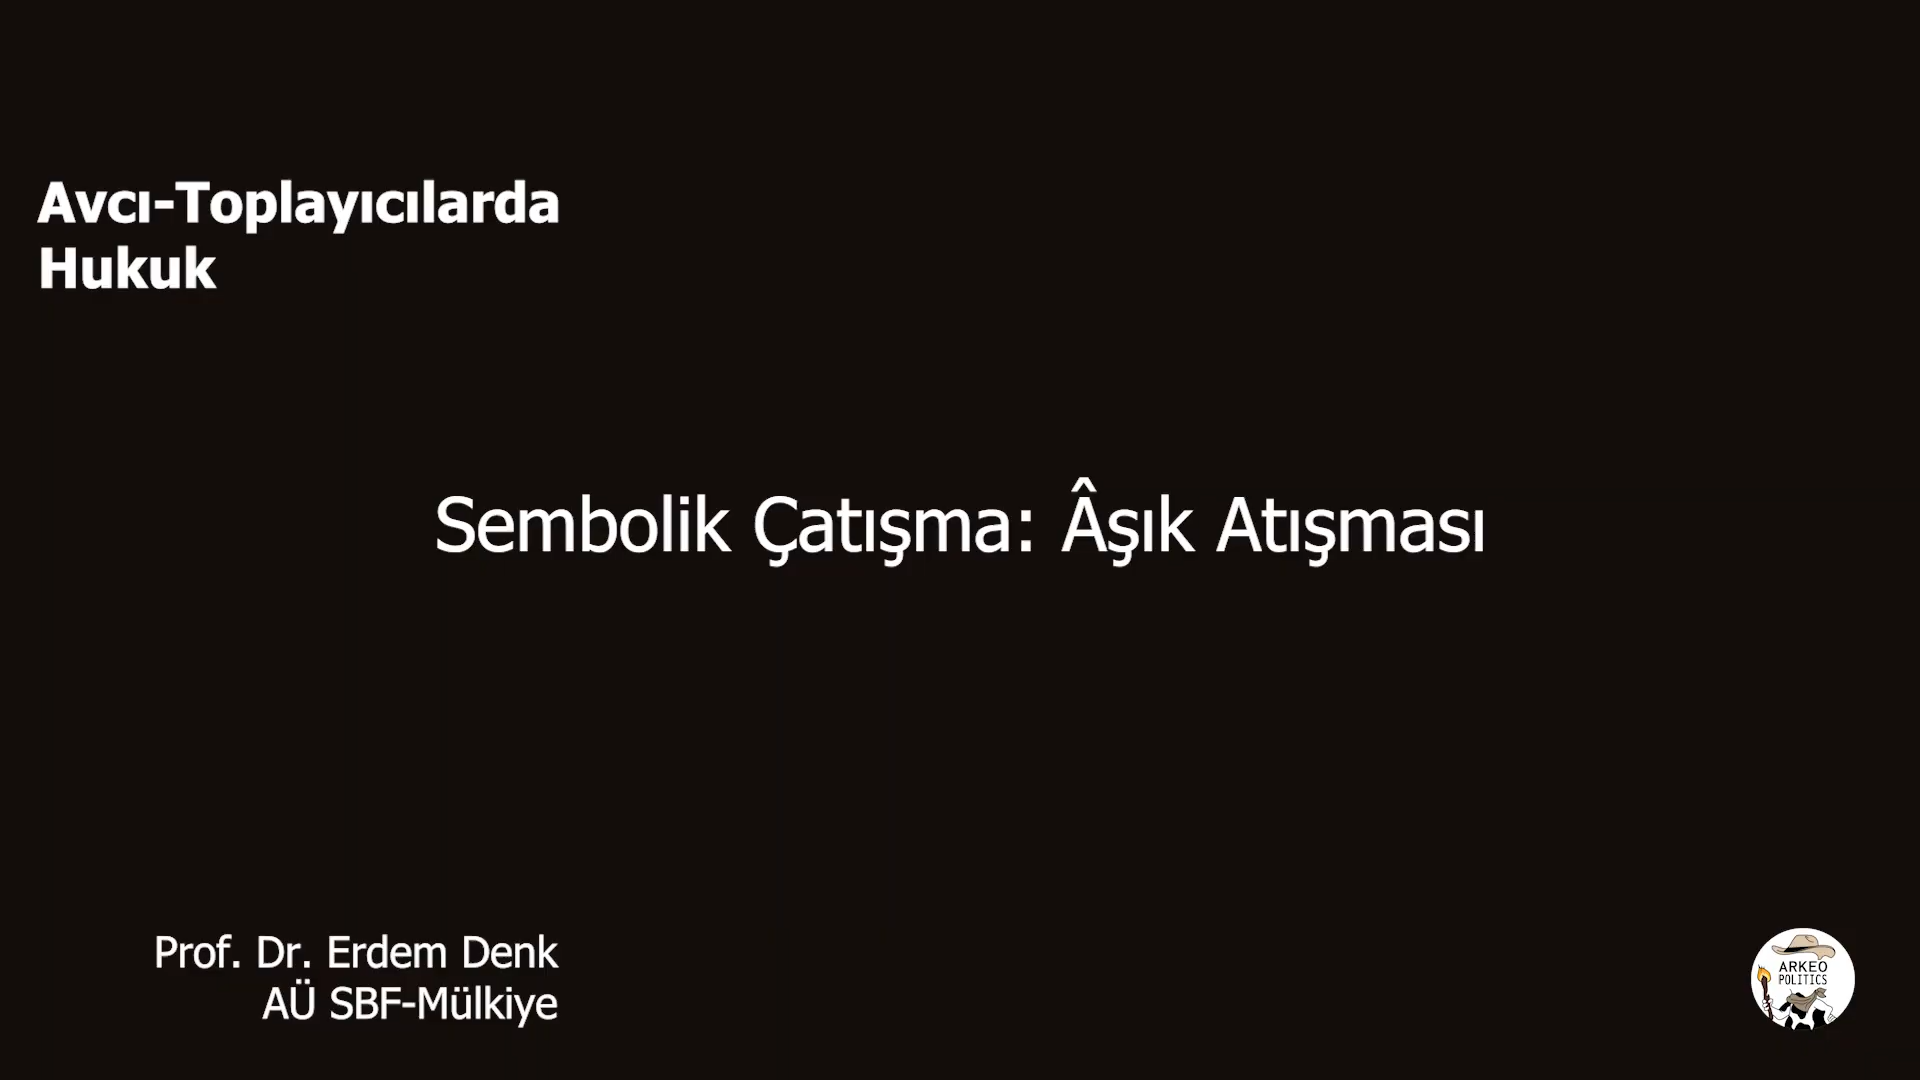 Avcı-Toplayıcılarda
Hukuk
Sembolik Çatışma: Âşık Atışması
Prof. Dr. Erdem Denk
AÜ SBF-Mülkiye
ARKEO
POLITICS